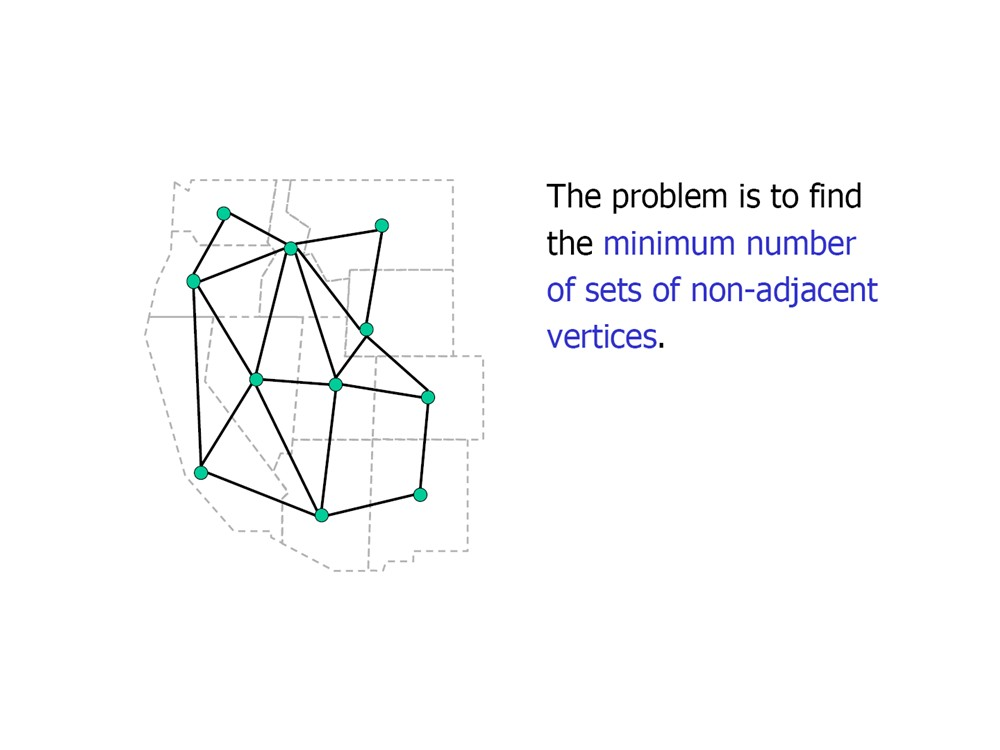 The problem is to find
the minimum number
of sets of non-adjacent
vertices.